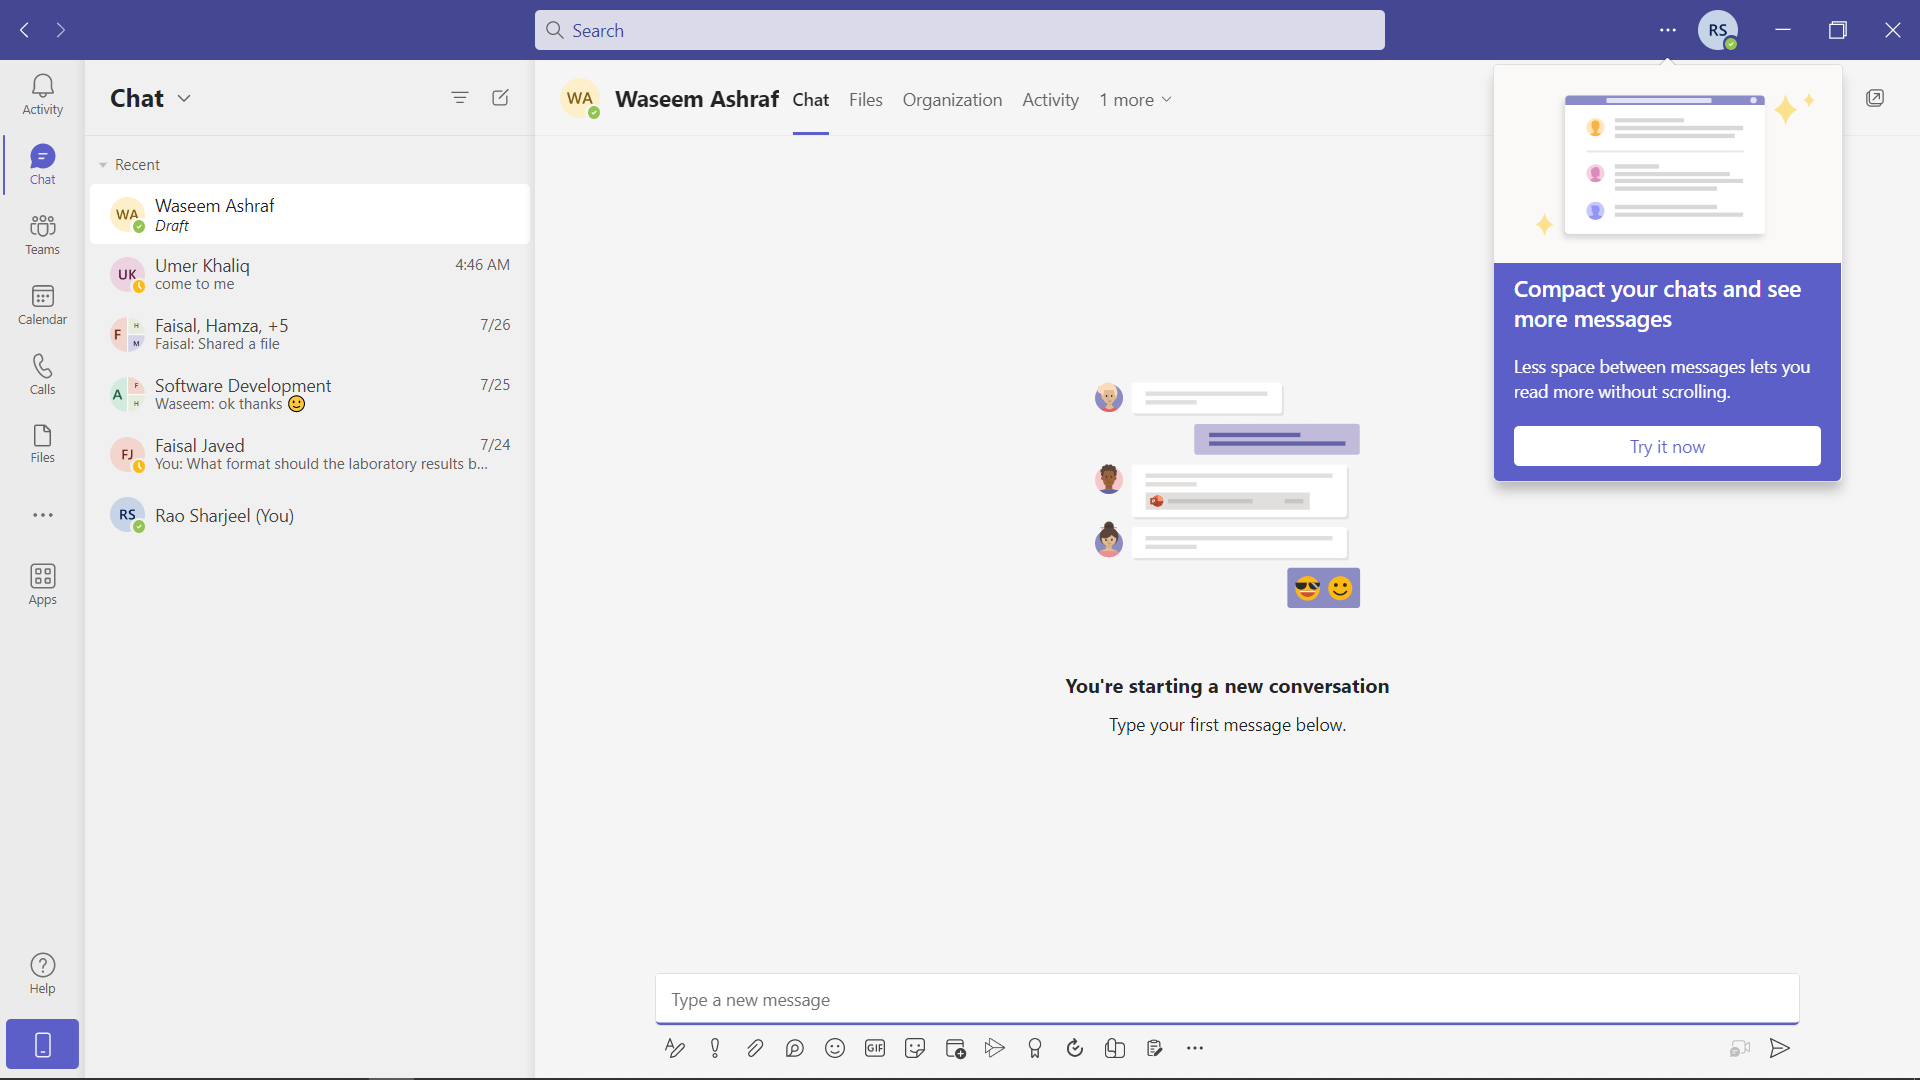 Search
RS
Activity
Chat
Teams
Calendar
Calls
Files
Apps
Help
Chat
Recent
WA
Waseem Ashraf
Draft
UK
Umer Khaliq
4:46 AM
come to me
F
H
M
Faisal, Hamza, +5
7/26
Faisal: Shared a file
A
F
H
Software Development
7/25
Waseem: ok thanks 🙂
FJ
Faisal Javed
7/24
You: What format should the laboratory results b...
RS
Rao Sharjeel (You)
WA
Waseem Ashraf
Chat
Files
Organization
Activity
1 more
Compact your chats and see
more messages
Less space between messages lets you
read more without scrolling.
Try it now
You're starting a new conversation
Type your first message below.
Type a new message
GIF